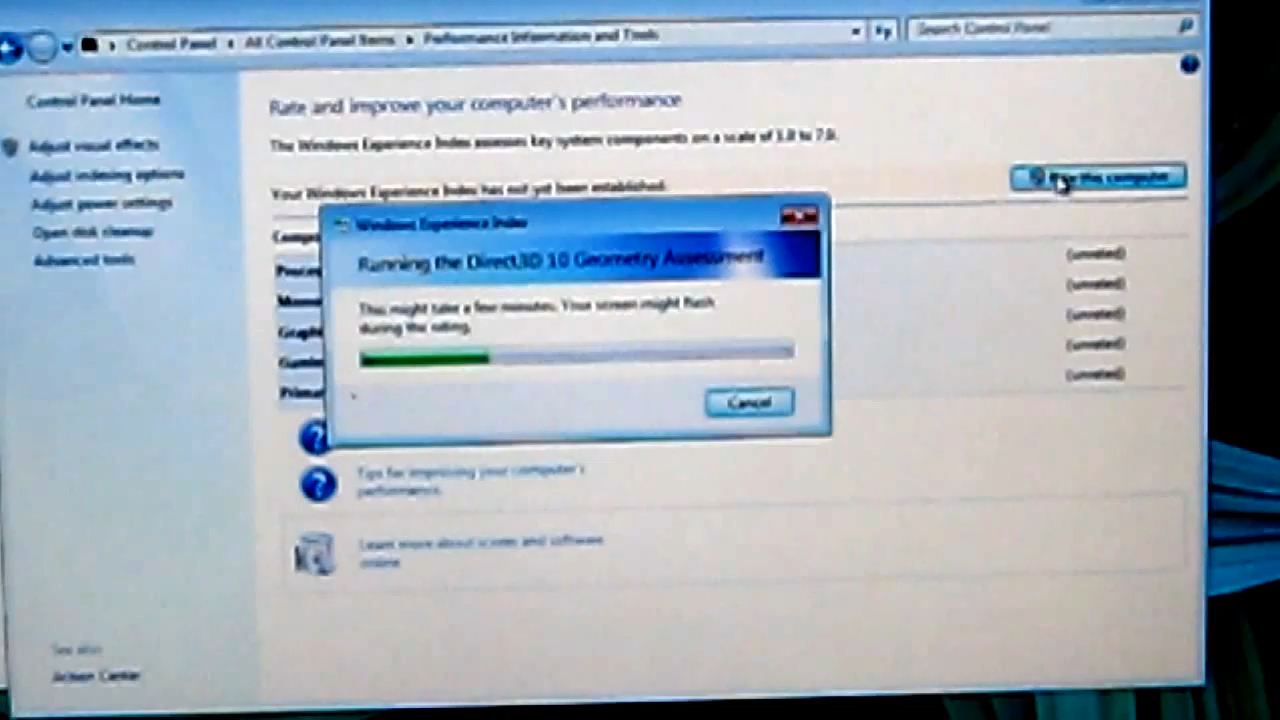 Control Panel
All Control Panel Items
Performance Information and Tools
Search Control Panel
Control Panel Home
Adjust visual effects
Adjust indexing options
Adjust power settings
Open disk cleanup
Advanced tools
See also
Action Center
Rate and improve your computer's performance
The Windows Experience Index assesses key system components on a scale of 1.0 to 7.9.
Your Windows Experience Index has not yet been established.
this computer
(unrated)
(unrated)
(unrated)
(unrated)
(unrated)
Windows Experience Index
Running the Direct3D 10 Geometry Assessment
This might take a few minutes. Your screen might flash
during the rating.
Cancel
Tips for improving your computer's
performance.
Learn more about scores and software
online